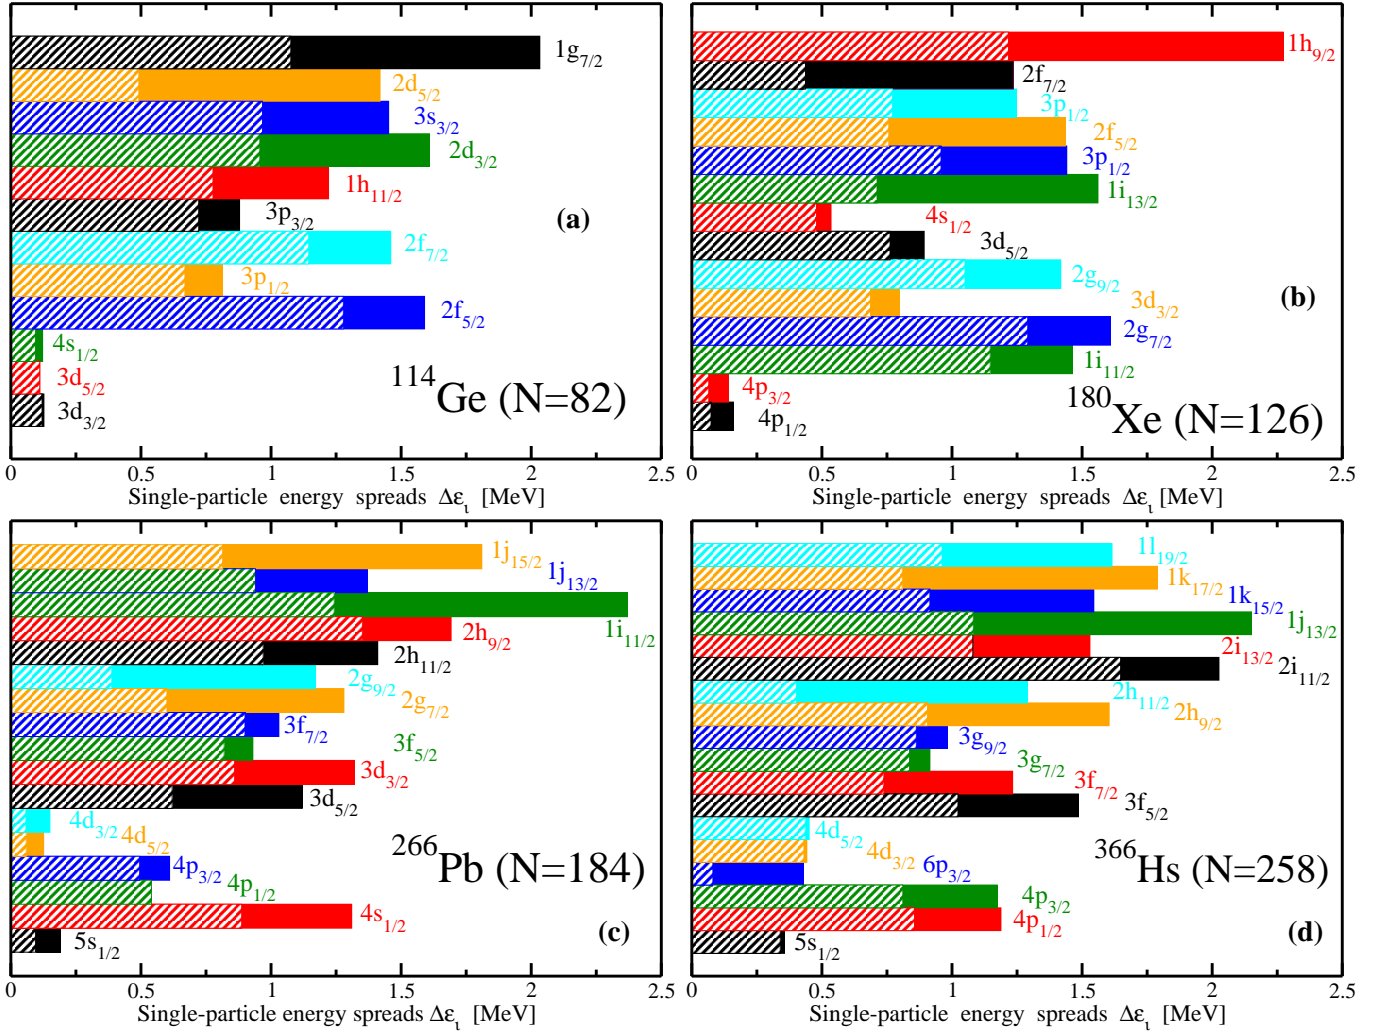 1g7/2
2d5/2
3s3/2
2d3/2
1h11/2
3p3/2
(a)
2f7/2
3p1/2
2f5/2
4s1/2
3d5/2
3d3/2
114Ge (N=82)
0 0.5 1 1.5 2 2.5
Single-particle energy spreads Δει [MeV]
1h9/2
2f7/2
3p1/2
2f5/2
3p1/2
1i13/2
4s1/2
3d5/2
2g9/2
(b)
3d3/2
2g7/2
1i11/2
4p3/2
4p1/2
180Xe (N=126)
0 0.5 1 1.5 2 2.5
Single-particle energy spreads Δει [MeV]
1j15/2
1j13/2
1i11/2
2h9/2
2h11/2
2g9/2
2g7/2
3f7/2
3f5/2
3d3/2
3d5/2
4d3/2
4d5/2
4p3/2
4p1/2
4s1/2
5s1/2
266Pb (N=184)
(c)
0 0.5 1 1.5 2 2.5
Single-particle energy spreads Δει [MeV]
1l19/2
1k17/2
1k15/2
1j13/2
2i13/2
2i11/2
2h11/2
2h9/2
3g9/2
3g7/2
3f7/2
3f5/2
4d5/2
4d3/2
6p3/2
4p3/2
4p1/2
5s1/2
366Hs (N=258)
(d)
0 0.5 1 1.5 2 2.5
Single-particle energy spreads Δει [MeV]